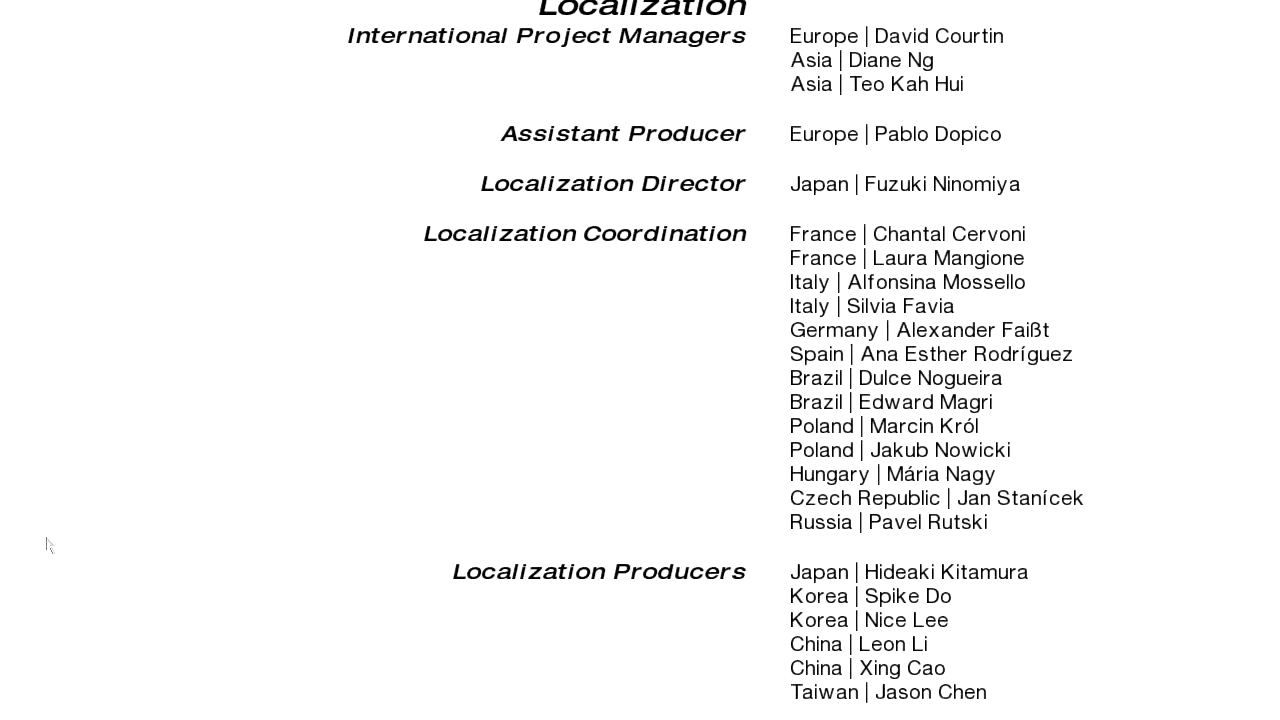 Localization
International Project Managers Europe | David Courtin
Asia | Diane Ng
Asia | Teo Kah Hui
Assistant Producer Europe | Pablo Dopico
Localization Director Japan | Fuzuki Ninomiya
Localization Coordination France | Chantal Cervoni
France | Laura Mangione
Italy | Alfonsina Mossello
Italy | Silvia Favia
Germany | Alexander Faißt
Spain | Ana Esther Rodríguez
Brazil | Dulce Nogueira
Brazil | Edward Magri
Poland | Marcin Król
Poland | Jakub Nowicki
Hungary | Mária Nagy
Czech Republic | Jan Stanícek
Russia | Pavel Rutski
Localization Producers Japan | Hideaki Kitamura
Korea | Spike Do
Korea | Nice Lee
China | Leon Li
China | Xing Cao
Taiwan | Jason Chen